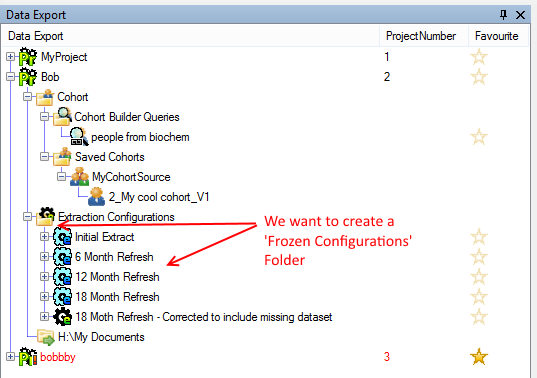 Data Export
Data Export ProjectNumber Favourite
MyProject 1
Bob 2
Cohort
Cohort Builder Queries
people from biochem
Saved Cohorts
MyCohortSource
2_My cool cohort_V1
Extraction Configurations
Initial Extract
6 Month Refresh
12 Month Refresh
18 Month Refresh
18 Moth Refresh - Corrected to include missing dataset
H:\My Documents
bobbby 3
We want to create a
'Frozen Configurations'
Folder